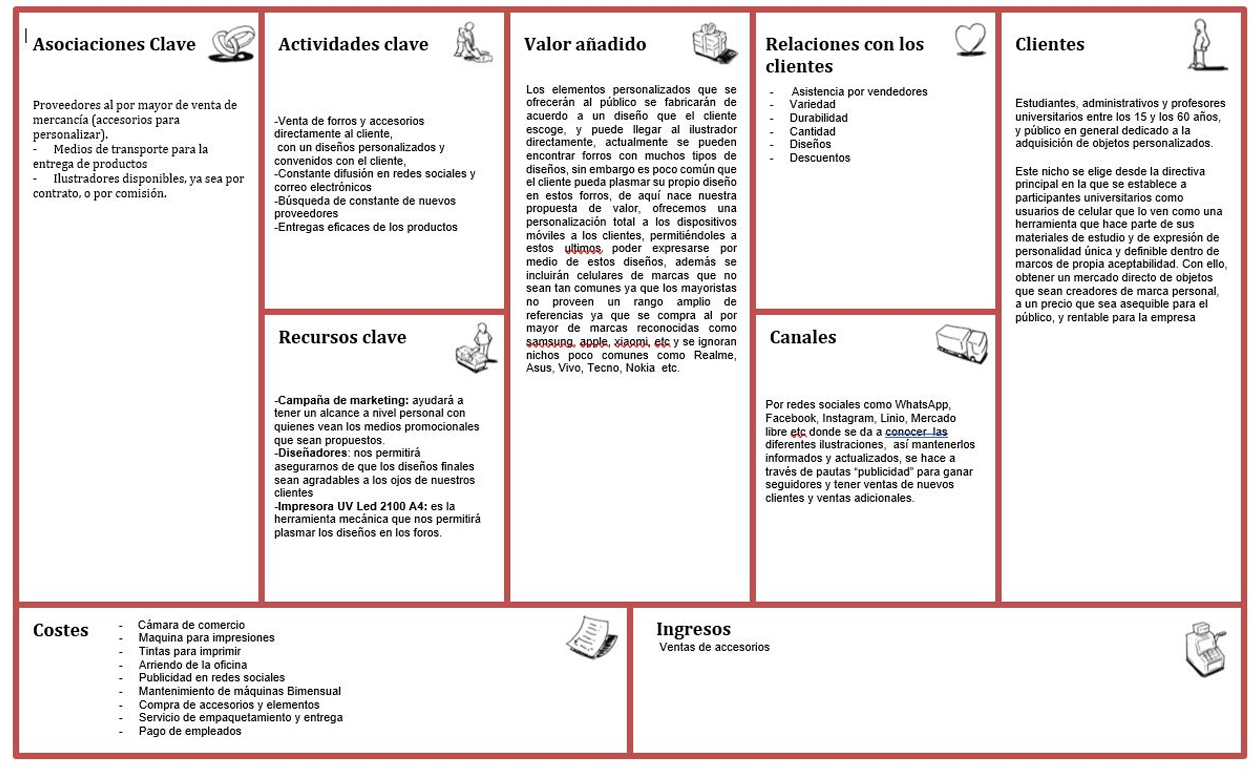 Asociaciones Clave
Proveedores al por mayor de venta de
mercancía (accesorios para
personalizar).
- Medios de transporte para la
entrega de productos
- Ilustradores disponibles, ya sea por
contrato, o por comisión.
Actividades clave
-Venta de forros y accesorios
directamente al cliente,
con un diseños personalizados y
convenidos con el cliente,
-Constante difusión en redes sociales y
correo electrónicos
-Búsqueda de constante de nuevos
proveedores
-Entregas eficaces de los productos
Recursos clave
-Campaña de marketing: ayudará a
tener un alcance a nivel personal con
quienes vean los medios promocionales
que sean propuestos.
-Diseñadores: nos permitirá
asegurarnos de que los diseños finales
sean agradables a los ojos de nuestros
clientes
-Impresora UV Led 2100 A4: es la
herramienta mecánica que nos permitirá
plasmar los diseños en los foros.
Valor añadido
Los elementos personalizados que se
ofrecerán al público se fabricarán de
acuerdo a un diseño que el cliente
escoge, y puede llegar al ilustrador
directamente, actualmente se pueden
encontrar forros con muchos tipos de
diseños, sin embargo es poco común que
el cliente pueda plasmar su propio diseño
en estos forros, de aquí nace nuestra
propuesta de valor, ofrecemos una
personalización total a los dispositivos
móviles a los clientes, permitiéndoles a
estos ultimos poder expresarse por
medio de estos diseños, además se
incluirán celulares de marcas que no
sean tan comunes ya que los mayoristas
no proveen un rango amplio de
referencias ya que se compra al por
mayor de marcas reconocidas como
samsung, apple, xiaomi, etc y se ignoran
nichos poco comunes como Realme,
Asus, Vivo, Tecno, Nokia etc.
Relaciones con los
clientes
- Asistencia por vendedores
- Variedad
- Durabilidad
- Cantidad
- Diseños
- Descuentos
Canales
Por redes sociales como WhatsApp,
Facebook, Instagram, Linio, Mercado
libre etc donde se da a conocer las
diferentes ilustraciones, así mantenerlos
informados y actualizados, se hace a
través de pautas “publicidad” para ganar
seguidores y tener ventas de nuevos
clientes y ventas adicionales.
Clientes
Estudiantes, administrativos y profesores
universitarios entre los 15 y los 60 años,
y público en general dedicado a la
adquisición de objetos personalizados.
Este nicho se elige desde la directiva
principal en la que se establece a
participantes universitarios como
usuarios de celular que lo ven como una
herramienta que hace parte de sus
materiales de estudio y de expresión de
personalidad única y definible dentro de
marcos de propia aceptabilidad. Con ello,
obtener un mercado directo de objetos
que sean creadores de marca personal,
a un precio que sea asequible para el
público, y rentable para la empresa
Costes
- Cámara de comercio
- Maquina para impresiones
- Tintas para imprimir
- Arriendo de la oficina
- Publicidad en redes sociales
- Mantenimiento de máquinas Bimensual
- Compra de accesorios y elementos
- Servicio de empaquetamiento y entrega
- Pago de empleados
Ingresos
Ventas de accesorios